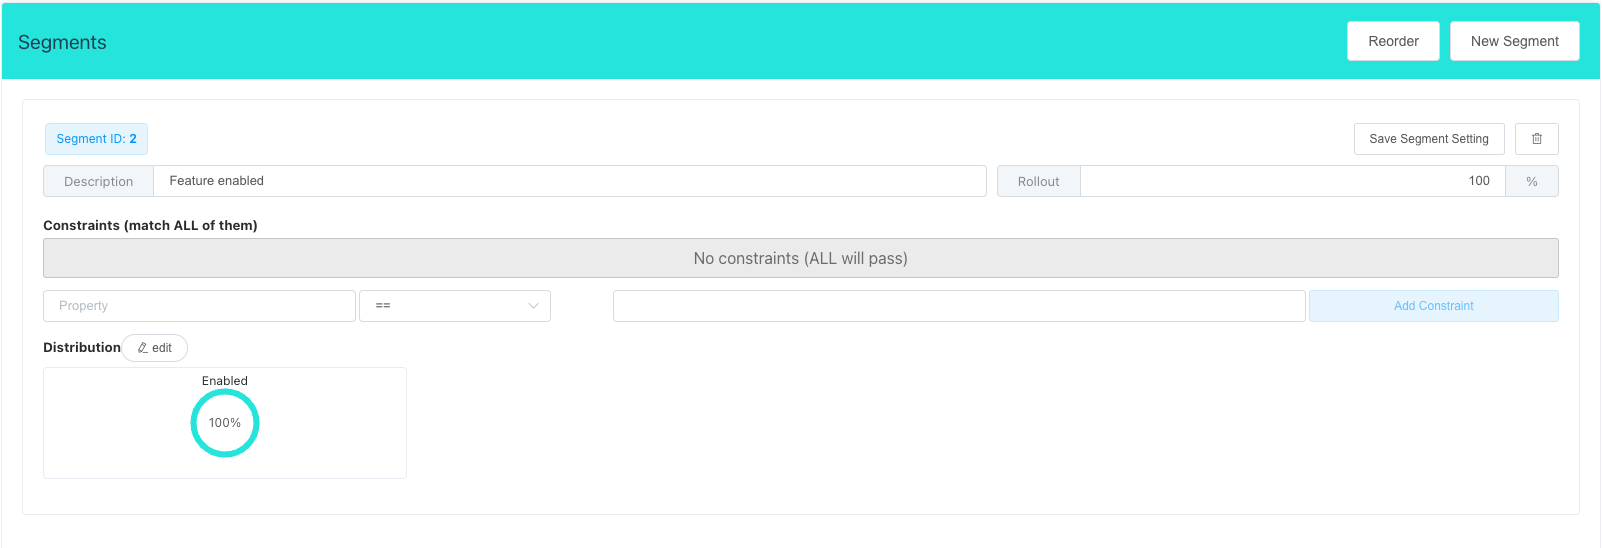 Segments
Reorder
New Segment
Segment ID: 2
Save Segment Setting
Description
Feature enabled
Rollout
100
%
Constraints (match ALL of them)
No constraints (ALL will pass)
Property
==
Add Constraint
Distribution
edit
Enabled
100%